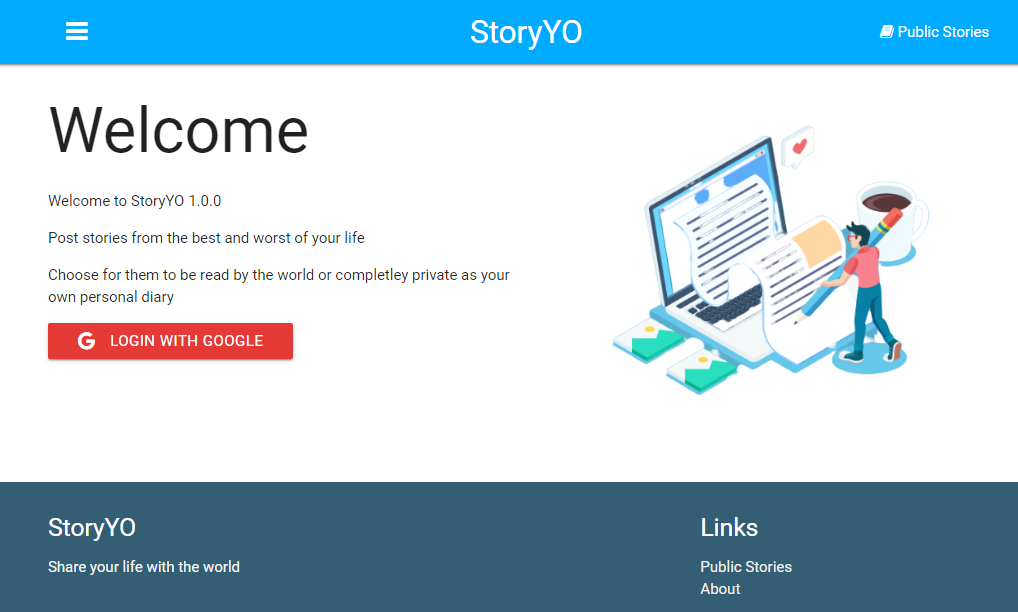 StoryYO
Public Stories
Welcome
Welcome to StoryYO 1.0.0
Post stories from the best and worst of your life
Choose for them to be read by the world or completley private as your
own personal diary
LOGIN WITH GOOGLE
StoryYO
Share your life with the world
Links
Public Stories
About